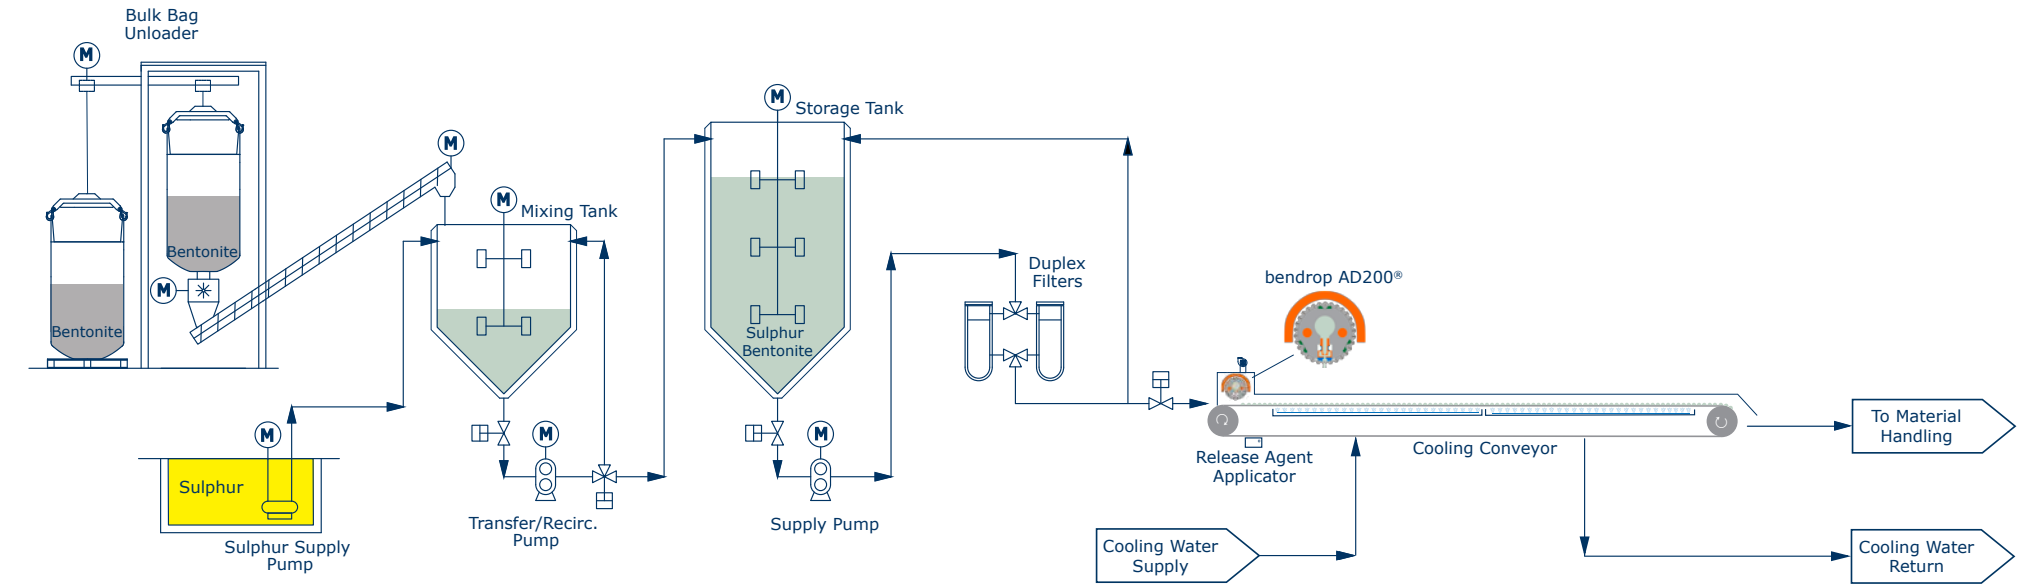 Bulk Bag
Unloader
M
M
M
Storage Tank
M
Mixing Tank
Bentonite
Duplex
Filters
bendrop AD200®
M
Bentonite
Sulphur
Bentonite
To Material
Handling
M
M
M
Cooling Conveyor
Release Agent
Applicator
Sulphur
Transfer/Recirc.
Pump
Supply Pump
Sulphur Supply
Pump
Cooling Water
Supply
Cooling Water
Return